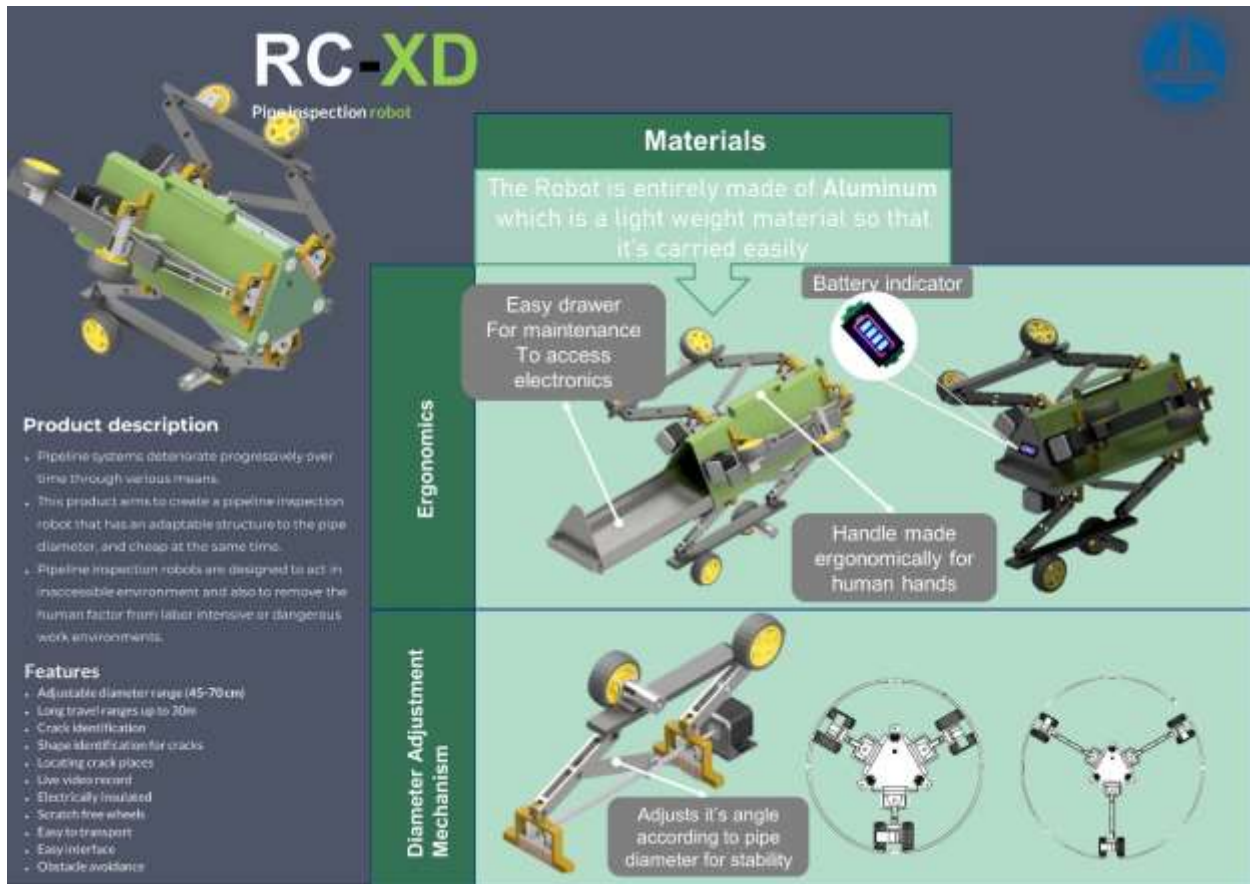 RC-XD
Pipe inspection robot
Materials
The Robot is entirely made of Aluminum
which is a light weight material so that
it's carried easily
Easy drawer
For maintenance
To access
electronics
Battery indicator
Ergonomics
Handle made
ergonomically for
human hands
Product description
• Pipeline systems deteriorate progressively over
time through various means.
• This product aims to create a pipeline inspection
robot that has an adaptable structure to the pipe
diameter, and cheap at the same time.
• Pipeline inspection robots are designed to act in
inaccessible environment and also to remove the
human factor from labor intensive or dangerous
work environments.
Features
• Adjustable diameter range (45-70cm)
• Long travel ranges up to 30m
• Crack identification
• Shape identification for cracks
• Locating crack places
• Live video record
• Electrically insulated
• Scratch free wheels
• Easy to transport
• Easy interface
• Obstacle avoidance
Diameter Adjustment
Mechanism
Adjusts it's angle
according to pipe
diameter for stability